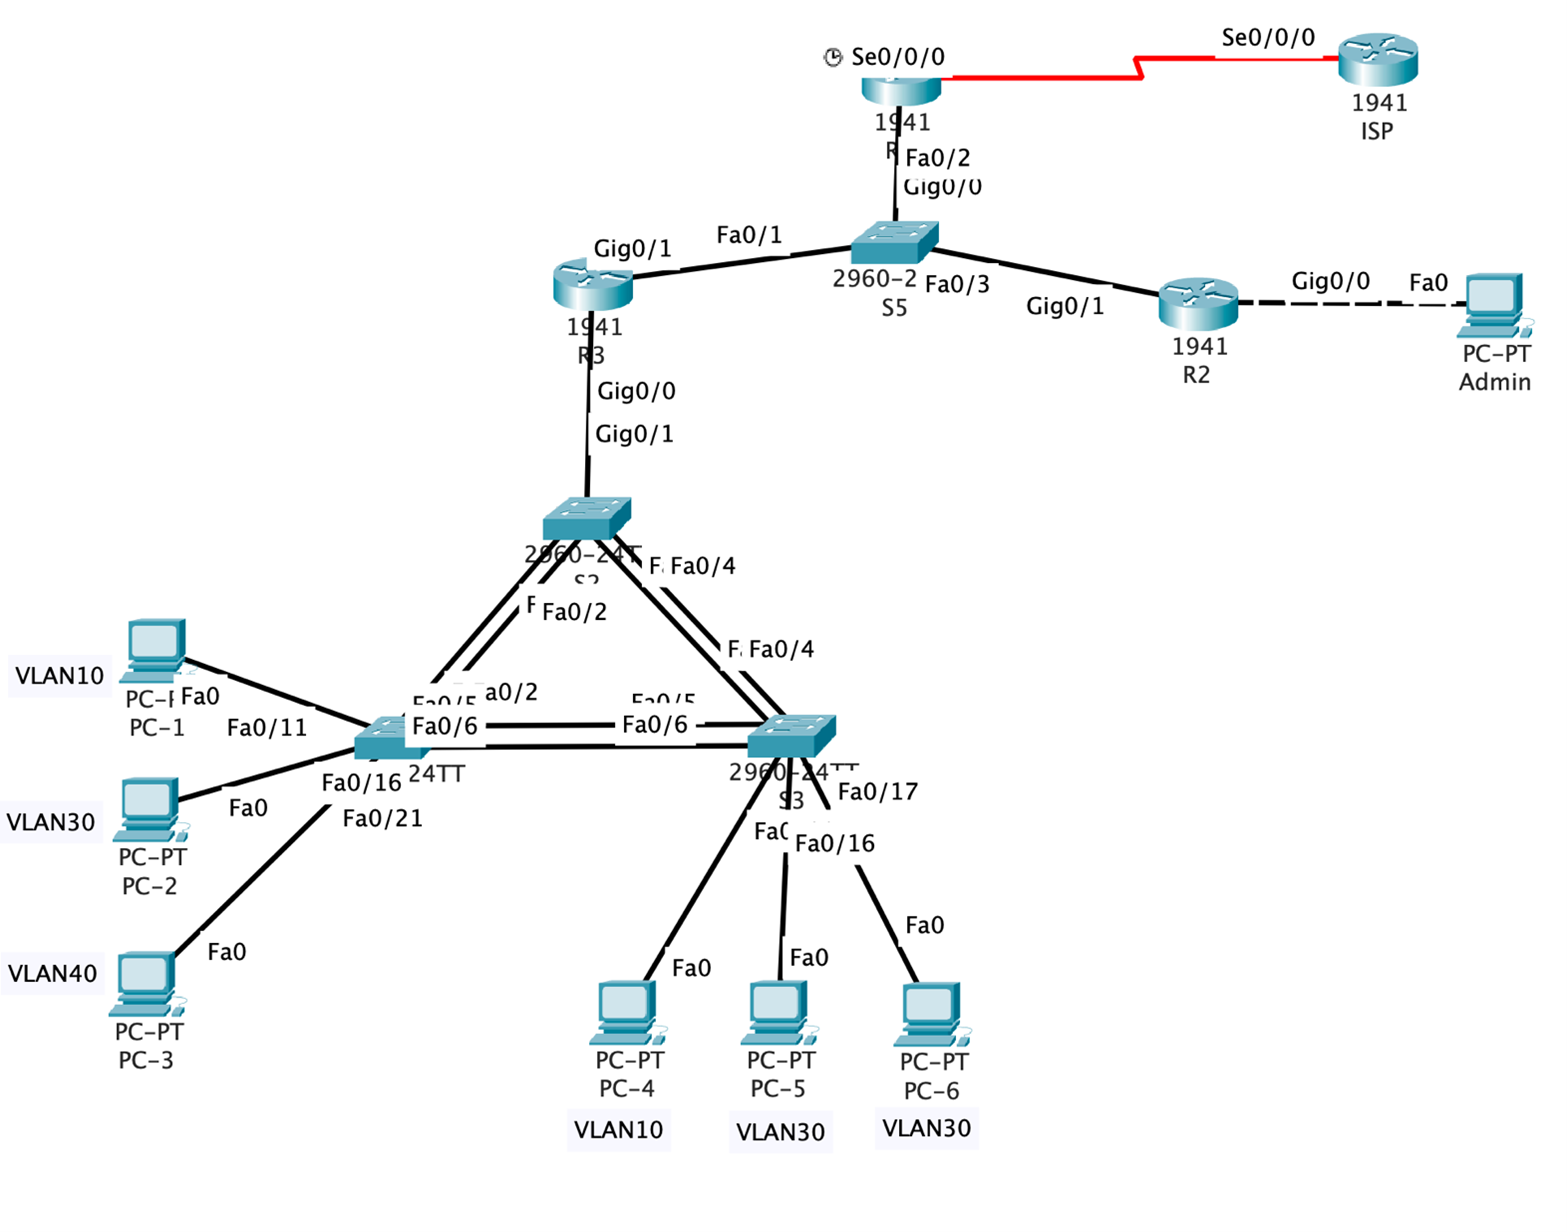 Se0/0/0
Se0/0/0
1941
ISP
1941
R
Fa0/2
Gig0/0
Gig0/1
Fa0/1
2960-2
S5
Fa0/3
Gig0/1
Gig0/0
Fa0
1941
R3
1941
R2
PC-PT
Admin
Gig0/0
Gig0/1
2960-24T
S2
F
Fa0/4
F
Fa0/2
F
Fa0/4
VLAN10
Fa0
PC-1
Fa0/11
Fa0/5
Fa0/2
Fa0/6
Fa0/5
Fa0/6
24TT
2960-24TT
S3
Fa0/17
Fa0/16
Fa0/16
Fa0/21
VLAN30
Fa0
PC-PT
PC-2
VLAN40
Fa0
PC-PT
PC-3
Fa0
Fa0
Fa0
PC-PT
PC-4
PC-PT
PC-5
PC-PT
PC-6
VLAN10
VLAN30
VLAN30